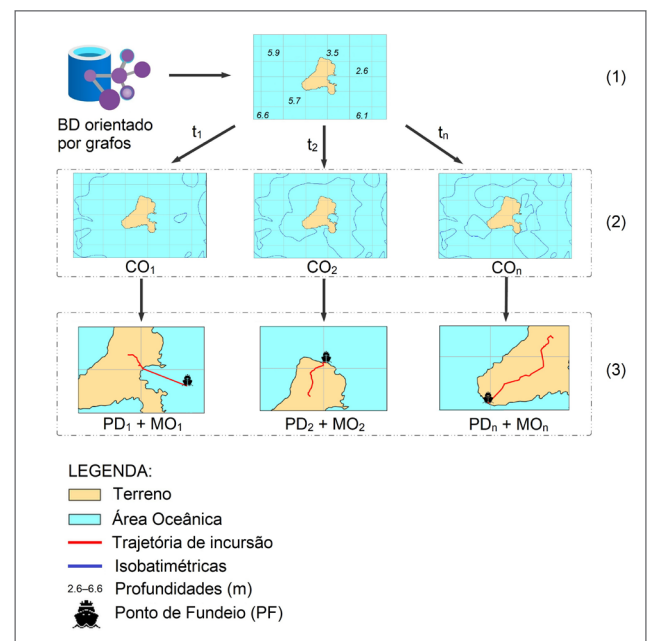 5.9 3.5
2.6
5.7
6.6 6.1
(1)
BD orientado
por grafos
t1 t2 tn
(2)
CO1 CO2 COn
(3)
PD1 + MO1 PD2 + MO2 PDn + MOn
LEGENDA:
Terreno
Área Oceânica
Trajetória de incursão
Isobatimétricas
2.6–6.6 Profundidades (m)
Ponto de Fundeio (PF)